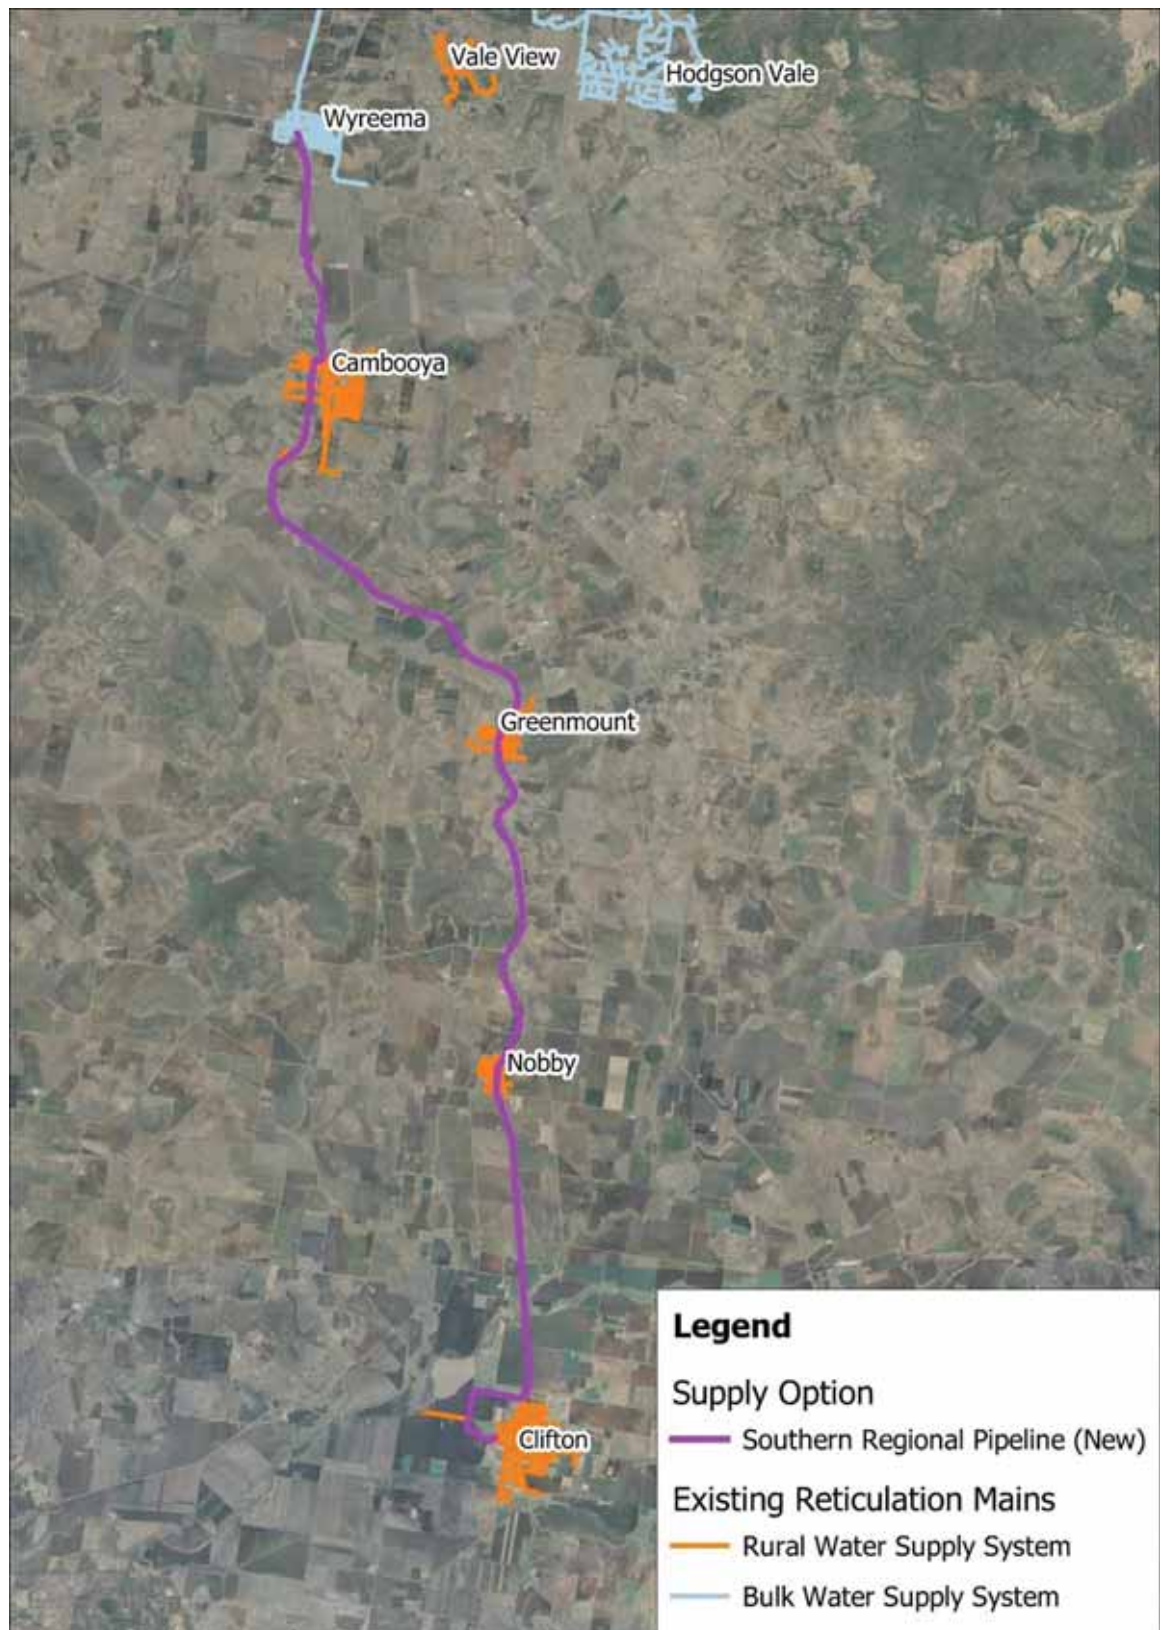 Vale View
Hodgson Vale
Wyreema
Cambooya
Greenmount
Nobby
Clifton
Legend
Supply Option
Southern Regional Pipeline (New)
Existing Reticulation Mains
Rural Water Supply System
Bulk Water Supply System